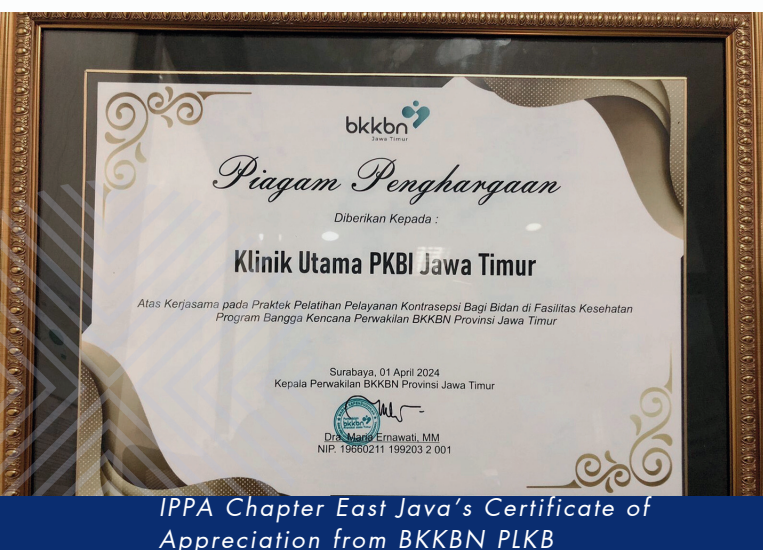 bkkbn
Jawa Timur
Piagam Penghargaan
Diberikan Kepada :
Klinik Utama PKBI Jawa Timur
Atas Kerjasama pada Praktek Pelatihan Pelayanan Kontrasepsi Bagi Bidan di Fasilitas Kesehatan
Program Bangga Kencana Perwakilan BKKBN Provinsi Jawa Timur
Surabaya, 01 April 2024
Kepala Perwakilan BKKBN Provinsi Jawa Timur
bkkbn
Dra. Maria Ernawati, MM
NIP. 19660211 199203 2 001
IPPA Chapter East Java's Certificate of
Appreciation from BKKBN PLKB